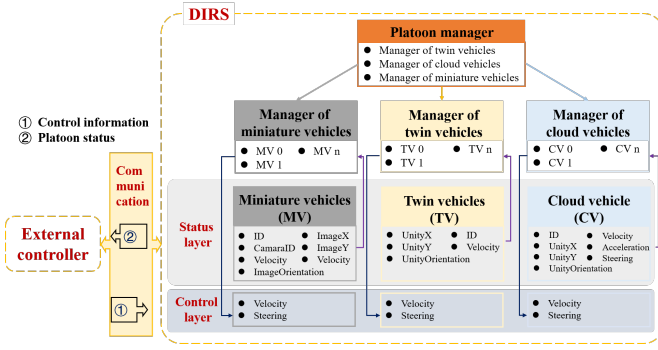 DIRS
Platoon manager
● Manager of twin vehicles
● Manager of cloud vehicles
● Manager of miniature vehicles
① Control information
② Platoon status
Manager of
miniature vehicles
● MV 0 ● MV n
● MV 1
Manager of
twin vehicles
● TV 0 ● TV n
● TV 1
Manager of
cloud vehicles
● CV 0 ● CV n
● CV 1
Com
muni
cation
External
controller
②
①
Status
layer
Miniature vehicles
(MV)
● ID ● ImageX
● CamaraID ● ImageY
● Velocity ● Velocity
● ImageOrientation
Twin vehicles
(TV)
● UnityX ● ID
● UnityY ● Velocity
● UnityOrientation
Cloud vehicle
(CV)
● ID ● Velocity
● UnityX ● Acceleration
● UnityY ● Steering
● UnityOrientation
Control
layer
● Velocity
● Steering
● Velocity
● Steering
● Velocity
● Steering